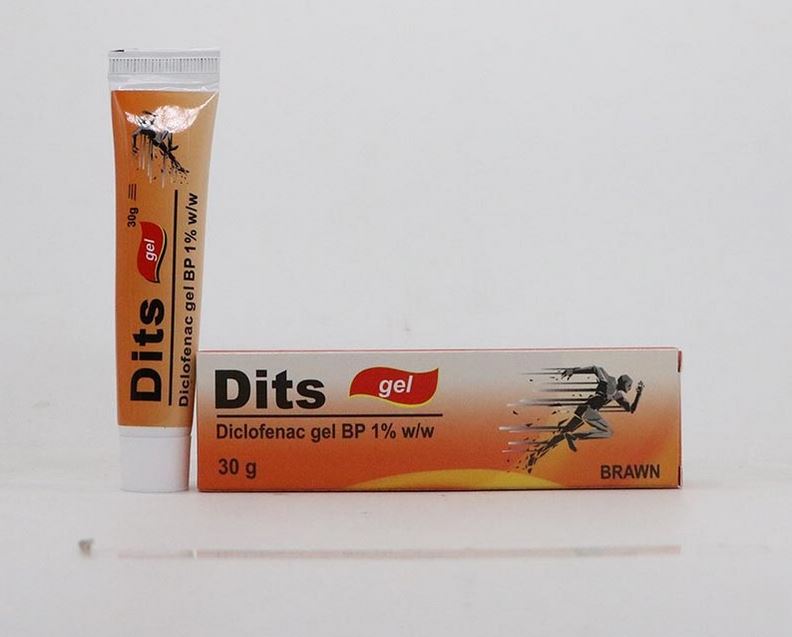 30g
Dits gel
Diclofenac gel BP 1% w/w
Dits gel
Diclofenac gel BP 1% w/w
30 g
BRAWN